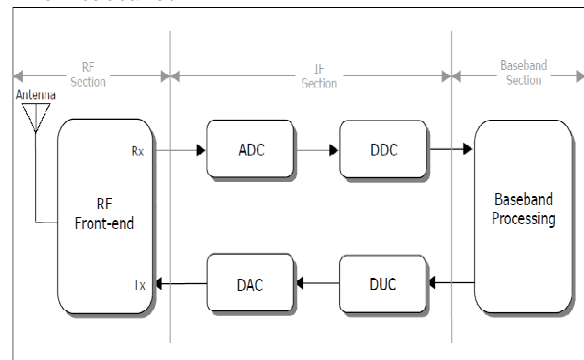 RF
Section
IF
Section
Baseband
Section
Antenna
Rx
ADC
DDC
RF
Front-end
Baseband
Processing
Tx
DAC
DUC